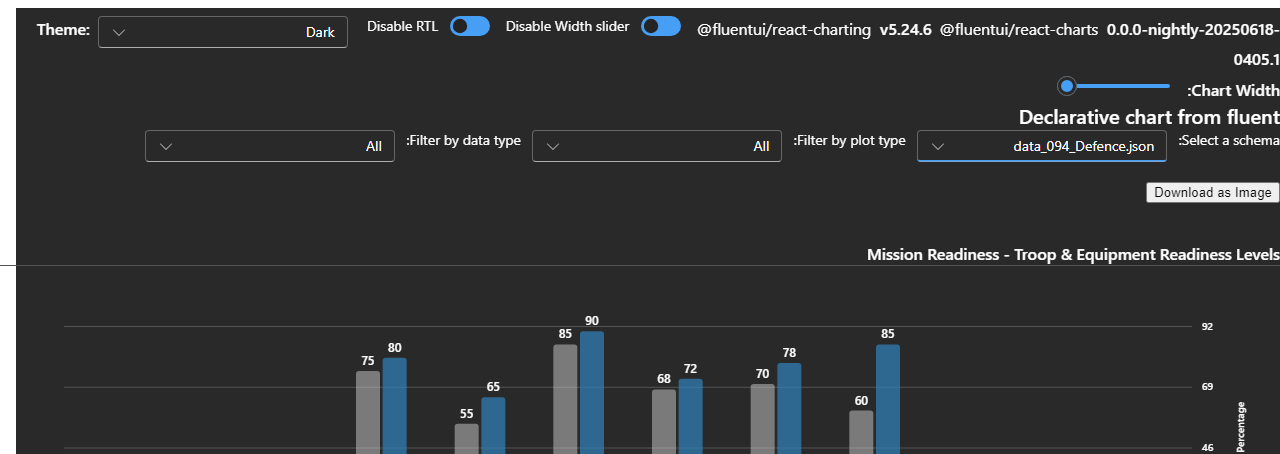 Theme: Dark Disable RTL Disable Width slider @fluentui/react-charting v5.24.6 @fluentui/react-charts 0.0.0-nightly-20250618-
0405.1
:Chart Width
Declarative chart from fluent
All :Filter by data type All :Filter by plot type data_094_Defence.json :Select a schema
Download as Image
Mission Readiness - Troop & Equipment Readiness Levels
92
90
85
85
80
78
75
72
70
68
69
65
60
55
46
Percentage